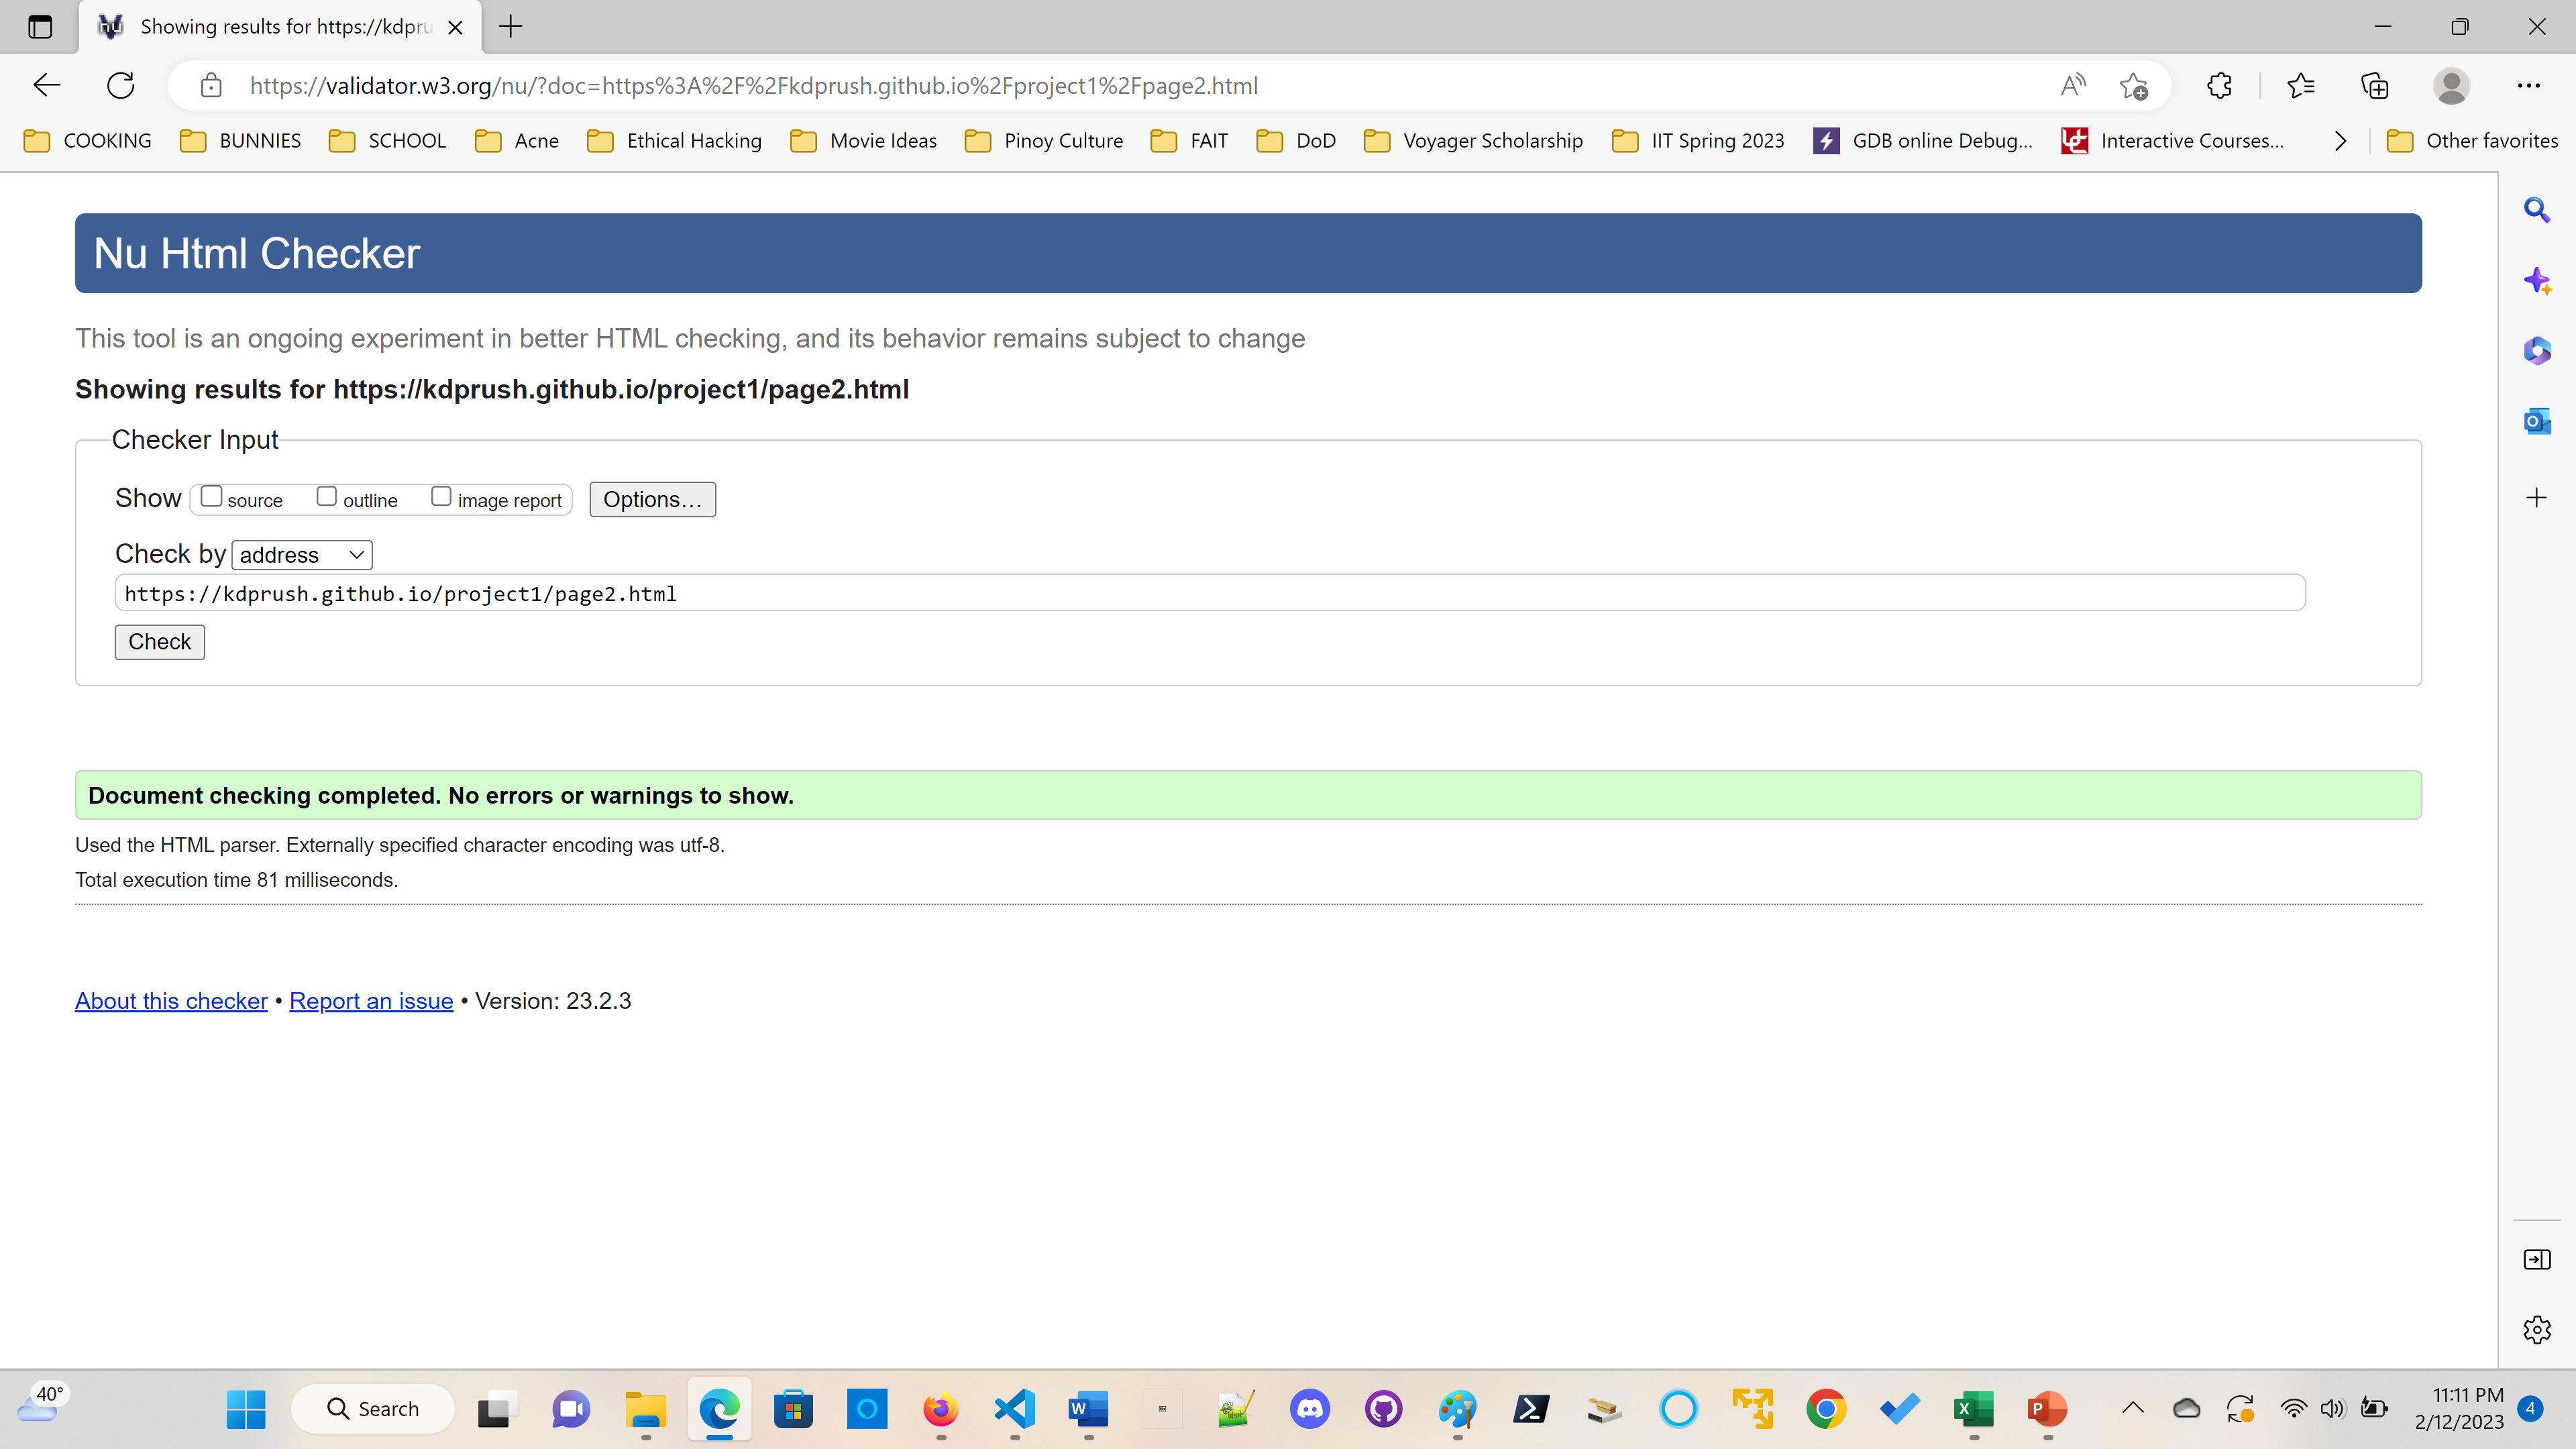 Showing results for https://kdpru
https://validator.w3.org/nu/?doc=https%3A%2F%2Fkdprush.github.io%2Fproject1%2Fpage2.html
COOKING BUNNIES SCHOOL Acne Ethical Hacking Movie Ideas Pinoy Culture FAIT DoD Voyager Scholarship IIT Spring 2023 GDB online Debug... Interactive Courses... Other favorites
Nu Html Checker
This tool is an ongoing experiment in better HTML checking, and its behavior remains subject to change
Showing results for https://kdprush.github.io/project1/page2.html
Checker Input
Show source outline image report Options…
Check by address
https://kdprush.github.io/project1/page2.html
Check
Document checking completed. No errors or warnings to show.
Used the HTML parser. Externally specified character encoding was utf-8.
Total execution time 81 milliseconds.
About this checker • Report an issue • Version: 23.2.3
40° Search 11:11 PM
2/12/2023 4